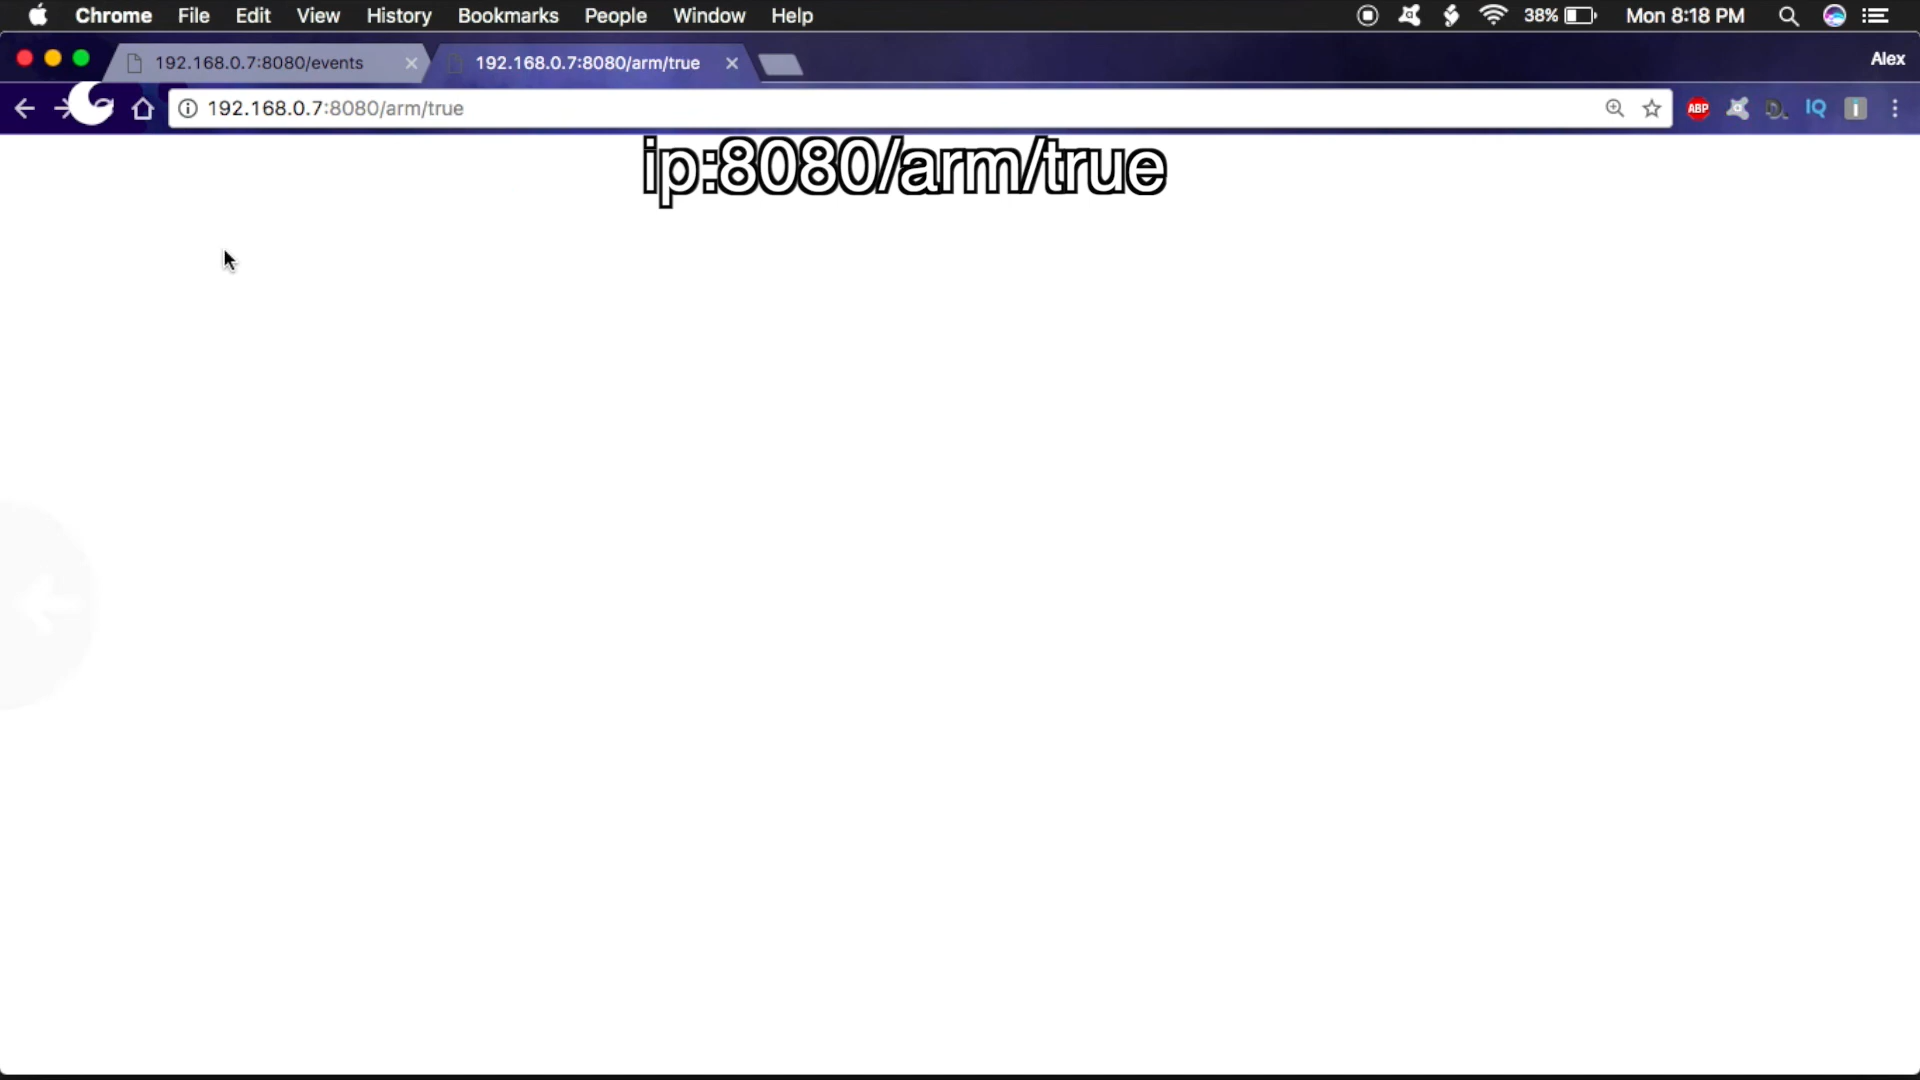 Chrome File Edit View History Bookmarks People Window Help 38% Mon 8:18 PM
192.168.0.7:8080/events 192.168.0.7:8080/arm/true Alex
192.168.0.7:8080/arm/true ABP D. IQ i
ip:8080/arm/true